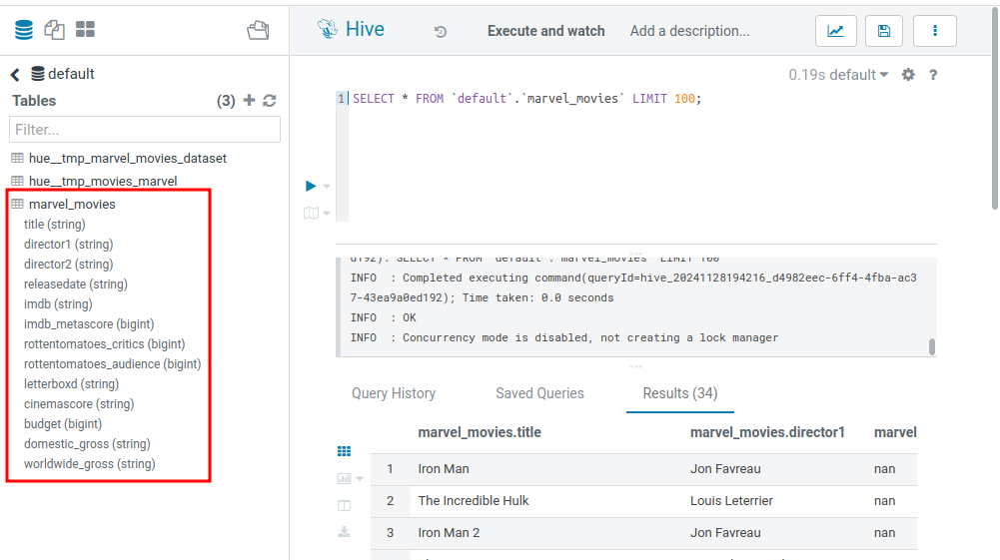 default
Tables (3)
Filter...
hue__tmp_marvel_movies_dataset
hue__tmp_movies_marvel
marvel_movies
title (string)
director1 (string)
director2 (string)
releasedate (string)
imdb (string)
imdb_metascore (bigint)
rottentomatoes_critics (bigint)
rottentomatoes_audience (bigint)
letterboxd (string)
cinemascore (string)
budget (bigint)
domestic_gross (string)
worldwide_gross (string)
Hive Execute and watch Add a description...
0.19s default ?
1 SELECT * FROM `default`.`marvel_movies` LIMIT 100;
d192): SELECT * FROM `default`.`marvel_movies` LIMIT 100
INFO : Completed executing command(queryId=hive_20241128194216_d4982eec-6ff4-4fba-ac3
7-43ea9a0ed192); Time taken: 0.0 seconds
INFO : OK
INFO : Concurrency mode is disabled, not creating a lock manager
Query History Saved Queries Results (34)
marvel_movies.title marvel_movies.director1 marvel
1 Iron Man Jon Favreau nan
2 The Incredible Hulk Louis Leterrier nan
3 Iron Man 2 Jon Favreau nan